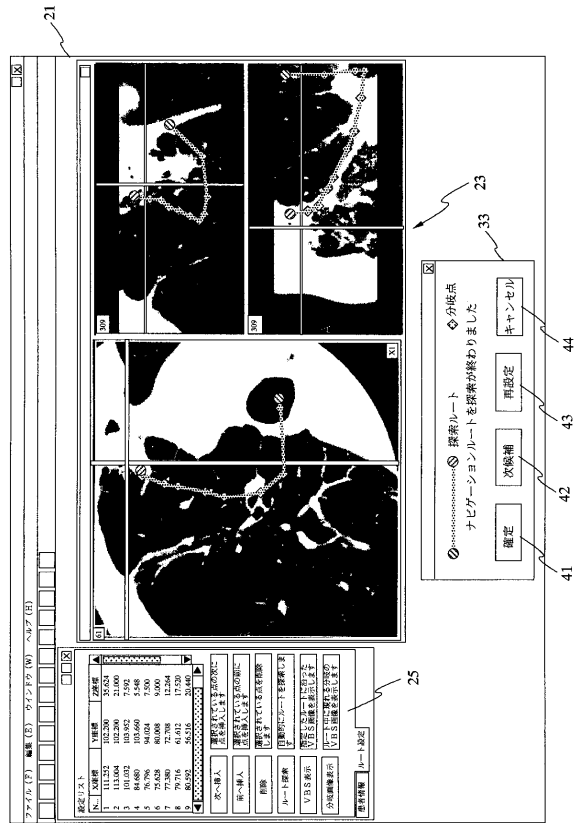 21
ファイル(F) 編集(E) ウインドウ(W) ヘルプ(H)
設定リスト
N... X座標 Y座標 Z座標
1 111.252 102.200 35.624
2 113.004 102.200 21.000
3 101.032 103.952 7.592
4 84.680 103.660 5.548
5 76.796 94.024 7.500
6 75.628 80.008 9.000
7 77.380 72.708 12.264
8 79.716 61.612 17.520
9 80.592 56.516 20.440
次へ挿入 選択されている点の次に
点を挿入します
前へ挿入 選択されている点の前に
点を挿入します
削除 選択されている点を削除
します
ルート探索 自動的にルートを探索しま
す
VBS表示 指定したルートに沿った
VBS画像を表示します
分岐画像表示 ルート中に現れる分岐の
VBS画像を表示します
患者情報 ルート設定
25
61
X1
309
309
23
33
探索ルート 分岐点
ナビゲーションルートを探索が終わりました
確定 次候補 再設定 キャンセル
41 42 43 44